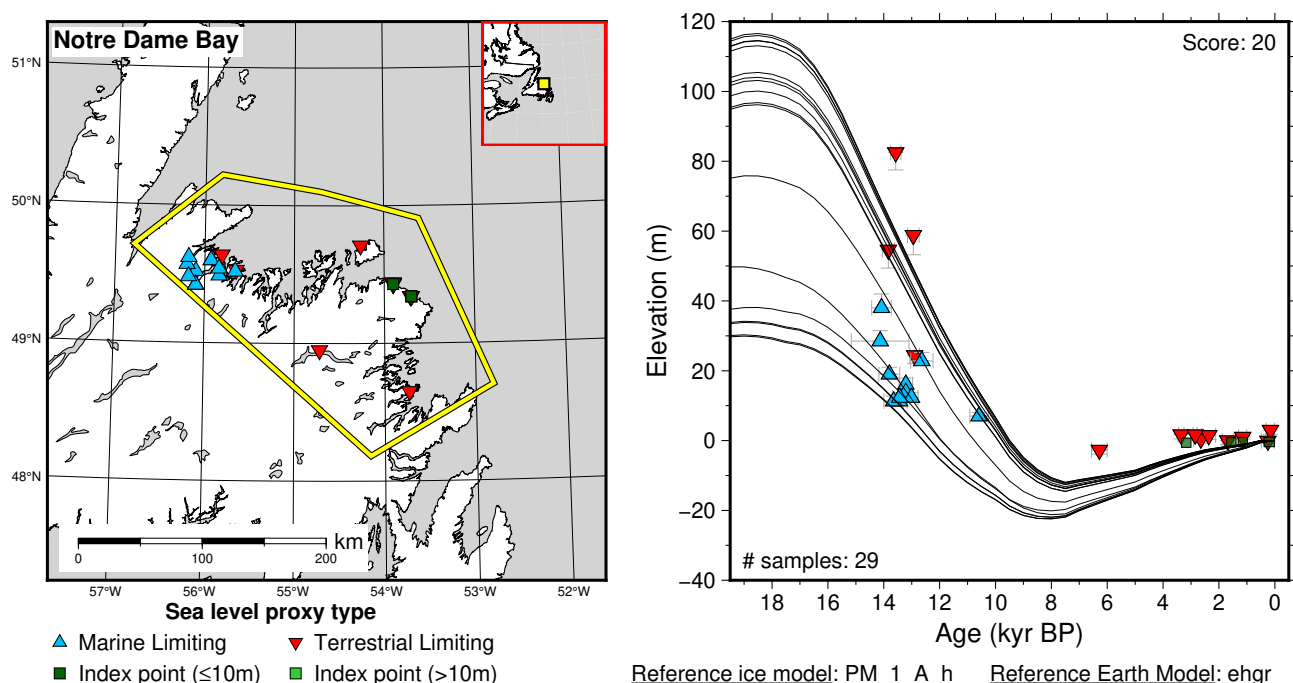 Notre Dame Bay
51°N
50°N
49°N
48°N
57°W 56°W 55°W 54°W 53°W 52°W
0 100 200 km
Sea level proxy type
Marine Limiting Terrestrial Limiting
Index point (≤10m) Index point (>10m)
Score: 20
# samples: 29
Elevation (m)
120
100
80
60
40
20
0
−20
−40
18 16 14 12 10 8 6 4 2 0
Age (kyr BP)
Reference ice model: PM_1_A_h Reference Earth Model: ehgr